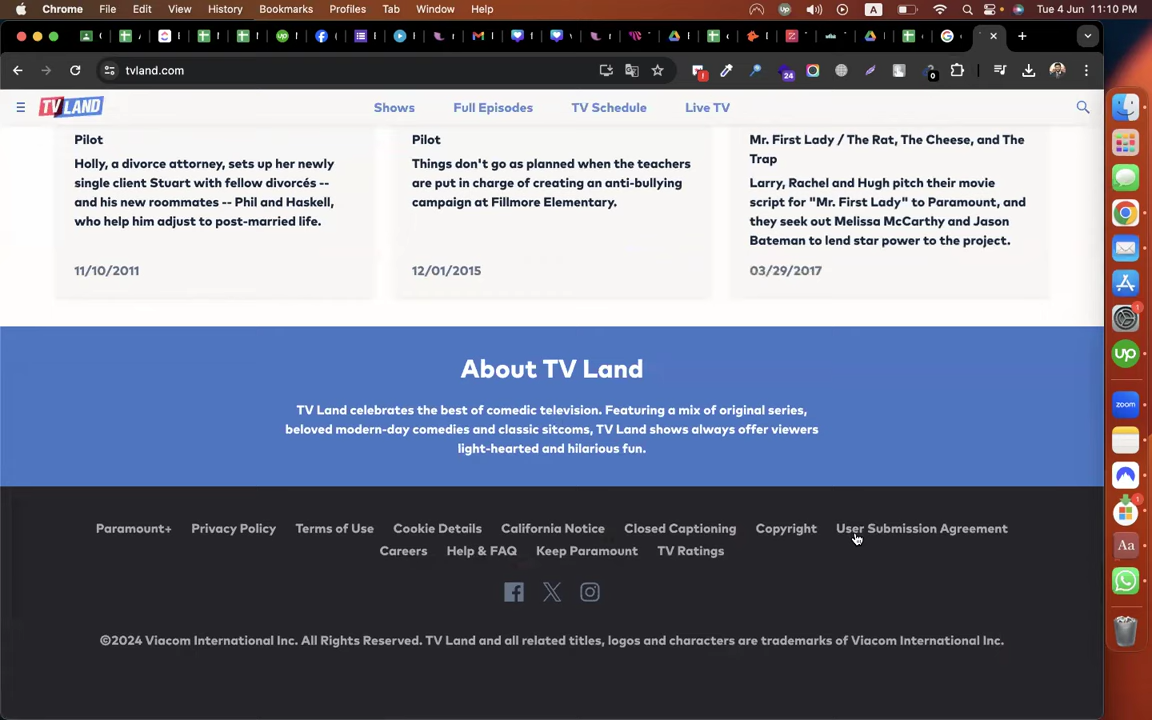 Chrome File Edit View History Bookmarks Profiles Tab Window Help A Tue 4 Jun 11:10 PM
tvland.com 24 0
TV LAND Shows Full Episodes TV Schedule Live TV
Pilot
Holly, a divorce attorney, sets up her newly
single client Stuart with fellow divorcés --
and his new roommates -- Phil and Haskell,
who help him adjust to post-married life.
11/10/2011
Pilot
Things don't go as planned when the teachers
are put in charge of creating an anti-bullying
campaign at Fillmore Elementary.
12/01/2015
Mr. First Lady / The Rat, The Cheese, and The
Trap
Larry, Rachel and Hugh pitch their movie
script for "Mr. First Lady" to Paramount, and
they seek out Melissa McCarthy and Jason
Bateman to lend star power to the project.
03/29/2017
About TV Land
TV Land celebrates the best of comedic television. Featuring a mix of original series,
beloved modern-day comedies and classic sitcoms, TV Land shows always offer viewers
light-hearted and hilarious fun.
Paramount+ Privacy Policy Terms of Use Cookie Details California Notice Closed Captioning Copyright User Submission Agreement
Careers Help & FAQ Keep Paramount TV Ratings
©2024 Viacom International Inc. All Rights Reserved. TV Land and all related titles, logos and characters are trademarks of Viacom International Inc.
1
up
zoom
1
Aa